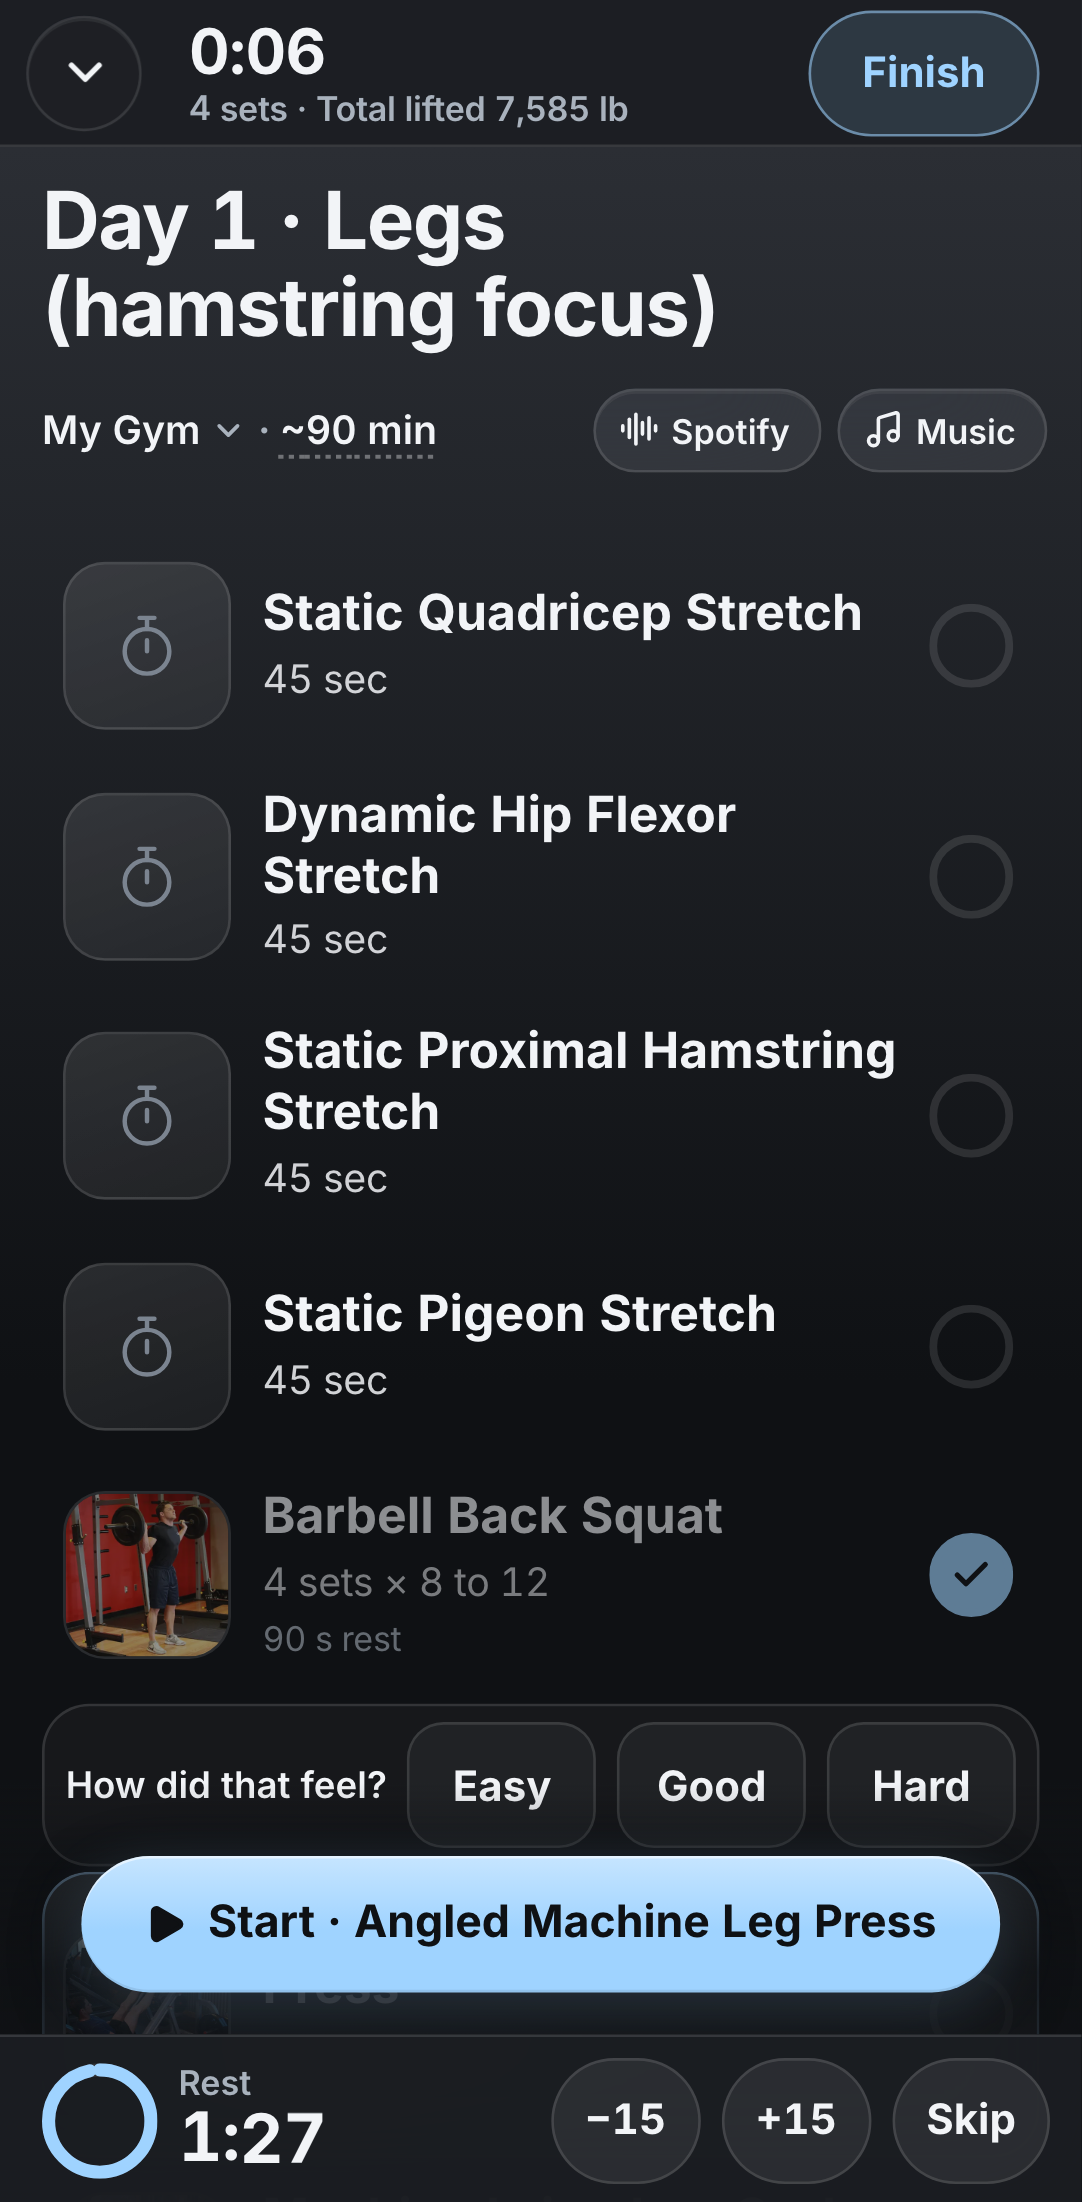 0:06
4 sets · Total lifted 7,585 lb
Finish
Day 1 · Legs
(hamstring focus)
My Gym · ~90 min
Spotify
Music
Static Quadricep Stretch
45 sec
Dynamic Hip Flexor
Stretch
45 sec
Static Proximal Hamstring
Stretch
45 sec
Static Pigeon Stretch
45 sec
Barbell Back Squat
4 sets × 8 to 12
90 s rest
How did that feel?
Easy
Good
Hard
Start · Angled Machine Leg Press
Press
Rest
1:27
−15
+15
Skip